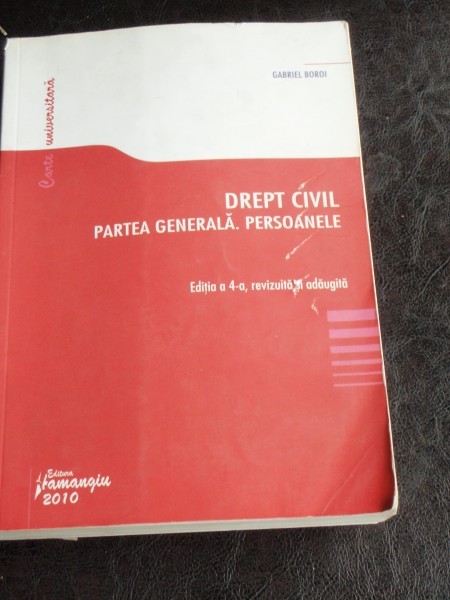 GABRIEL BOROI
Carte universitară
DREPT CIVIL
PARTEA GENERALĂ. PERSOANELE
Ediția a 4-a, revizuită și adăugită
Editura
Hamangiu
2010